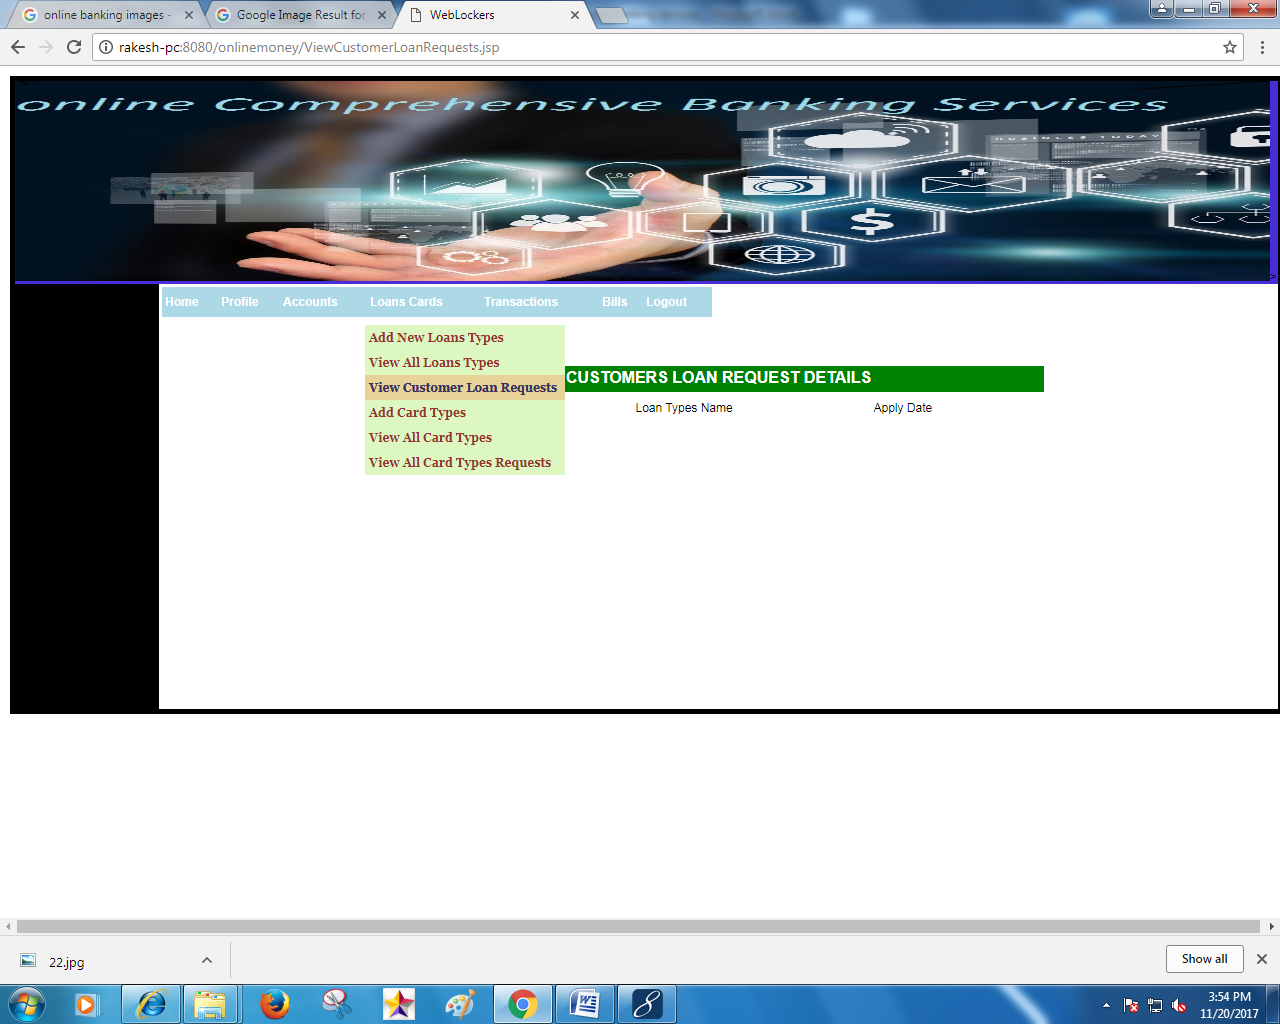 online banking images -
Google Image Result for
WebLockers
rakesh-pc:8080/onlinemoney/ViewCustomerLoanRequests.jsp
online Comprehensive Banking Services
Home Profile Accounts Loans Cards Transactions Bills Logout
Add New Loans Types
View All Loans Types
View Customer Loan Requests
Add Card Types
View All Card Types
View All Card Types Requests
CUSTOMERS LOAN REQUEST DETAILS
Loan Types Name Apply Date
22.jpg
Show all
3:54 PM
11/20/2017